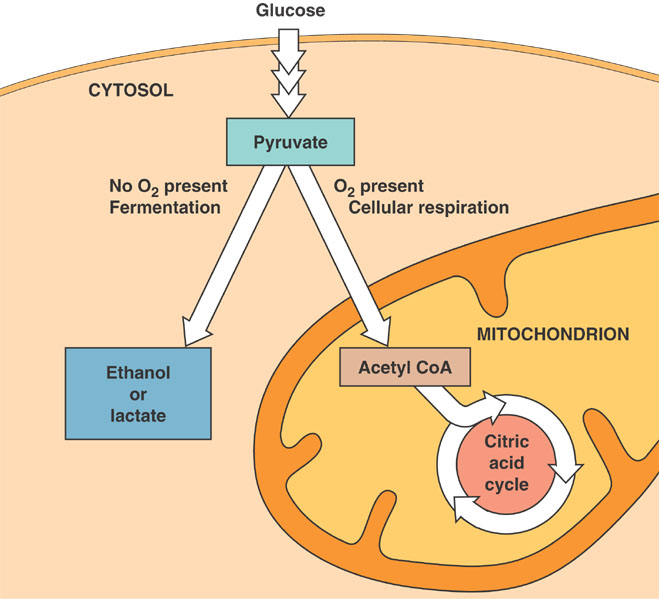 Glucose
CYTOSOL
Pyruvate
No O₂ present
Fermentation
O₂ present
Cellular respiration
MITOCHONDRION
Ethanol
or
lactate
Acetyl CoA
Citric
acid
cycle